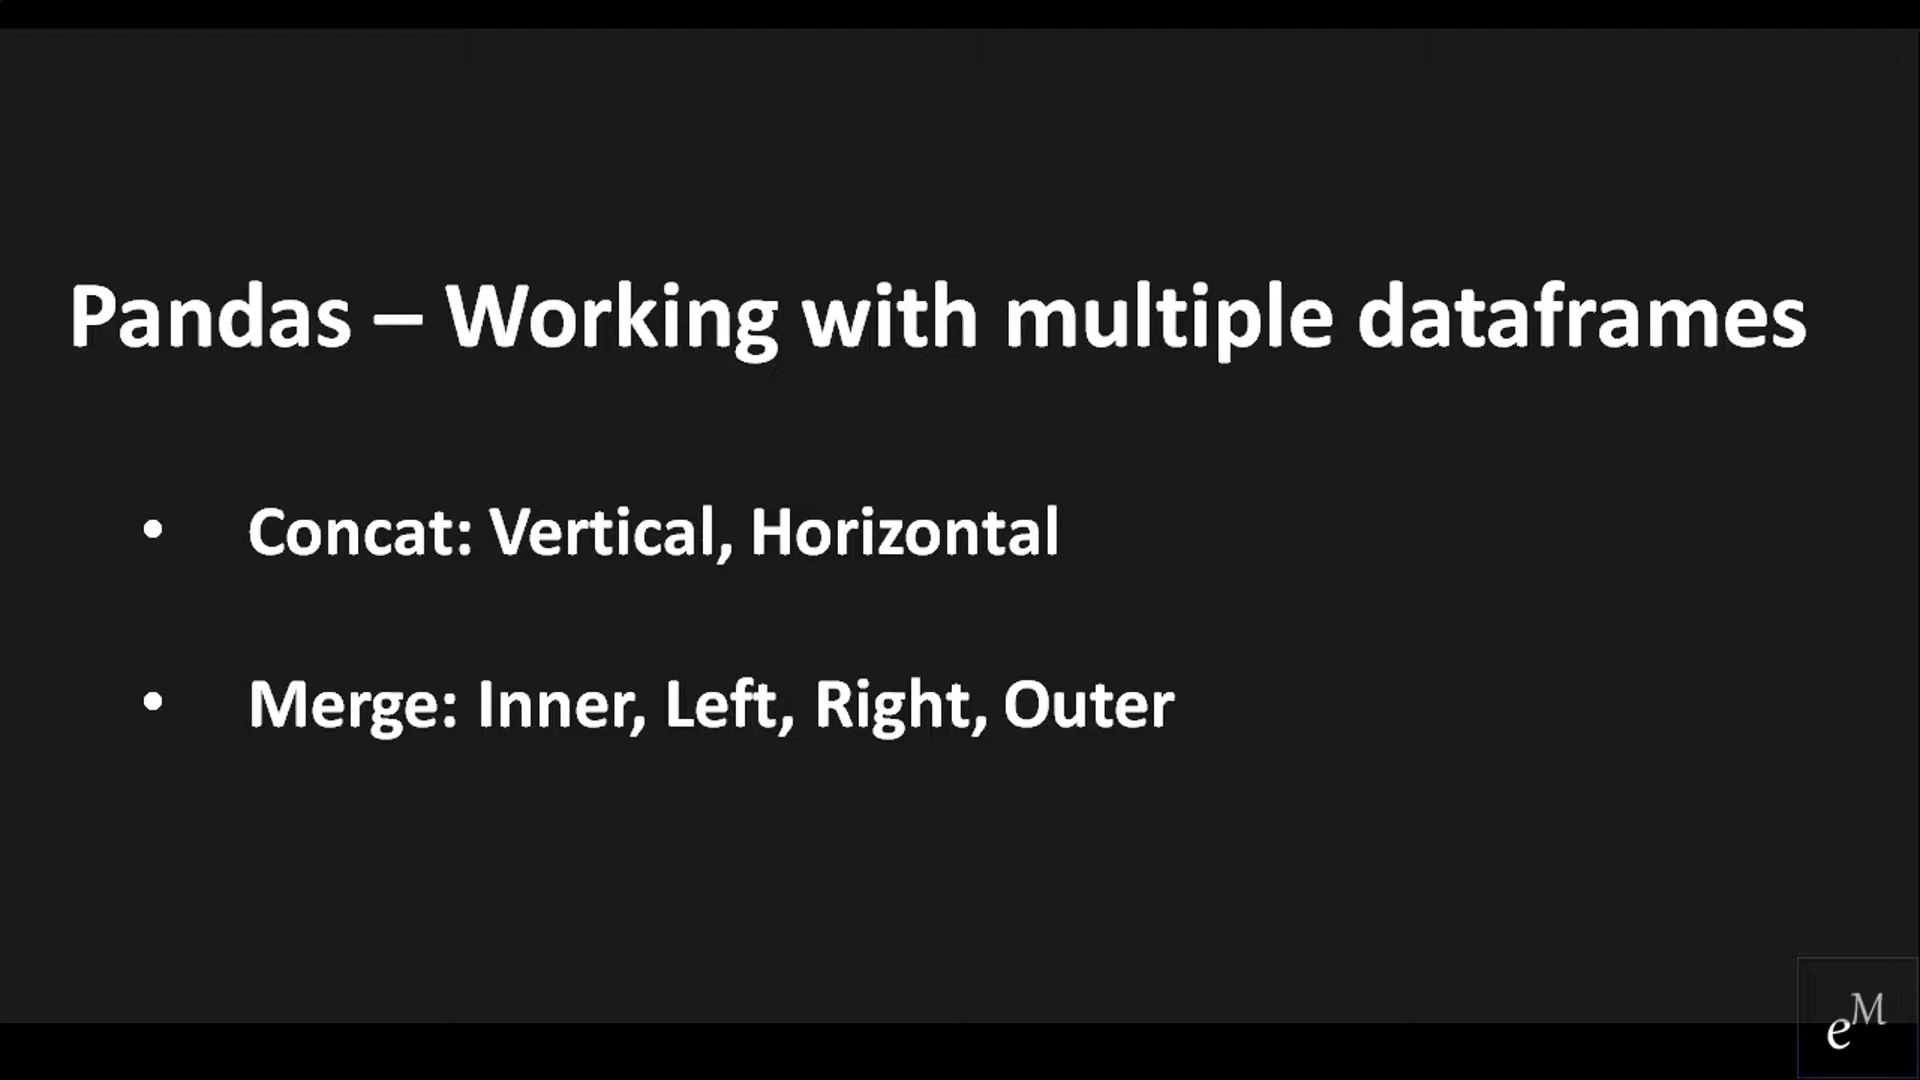 Pandas – Working with multiple dataframes
• Concat: Vertical, Horizontal
• Merge: Inner, Left, Right, Outer
eM